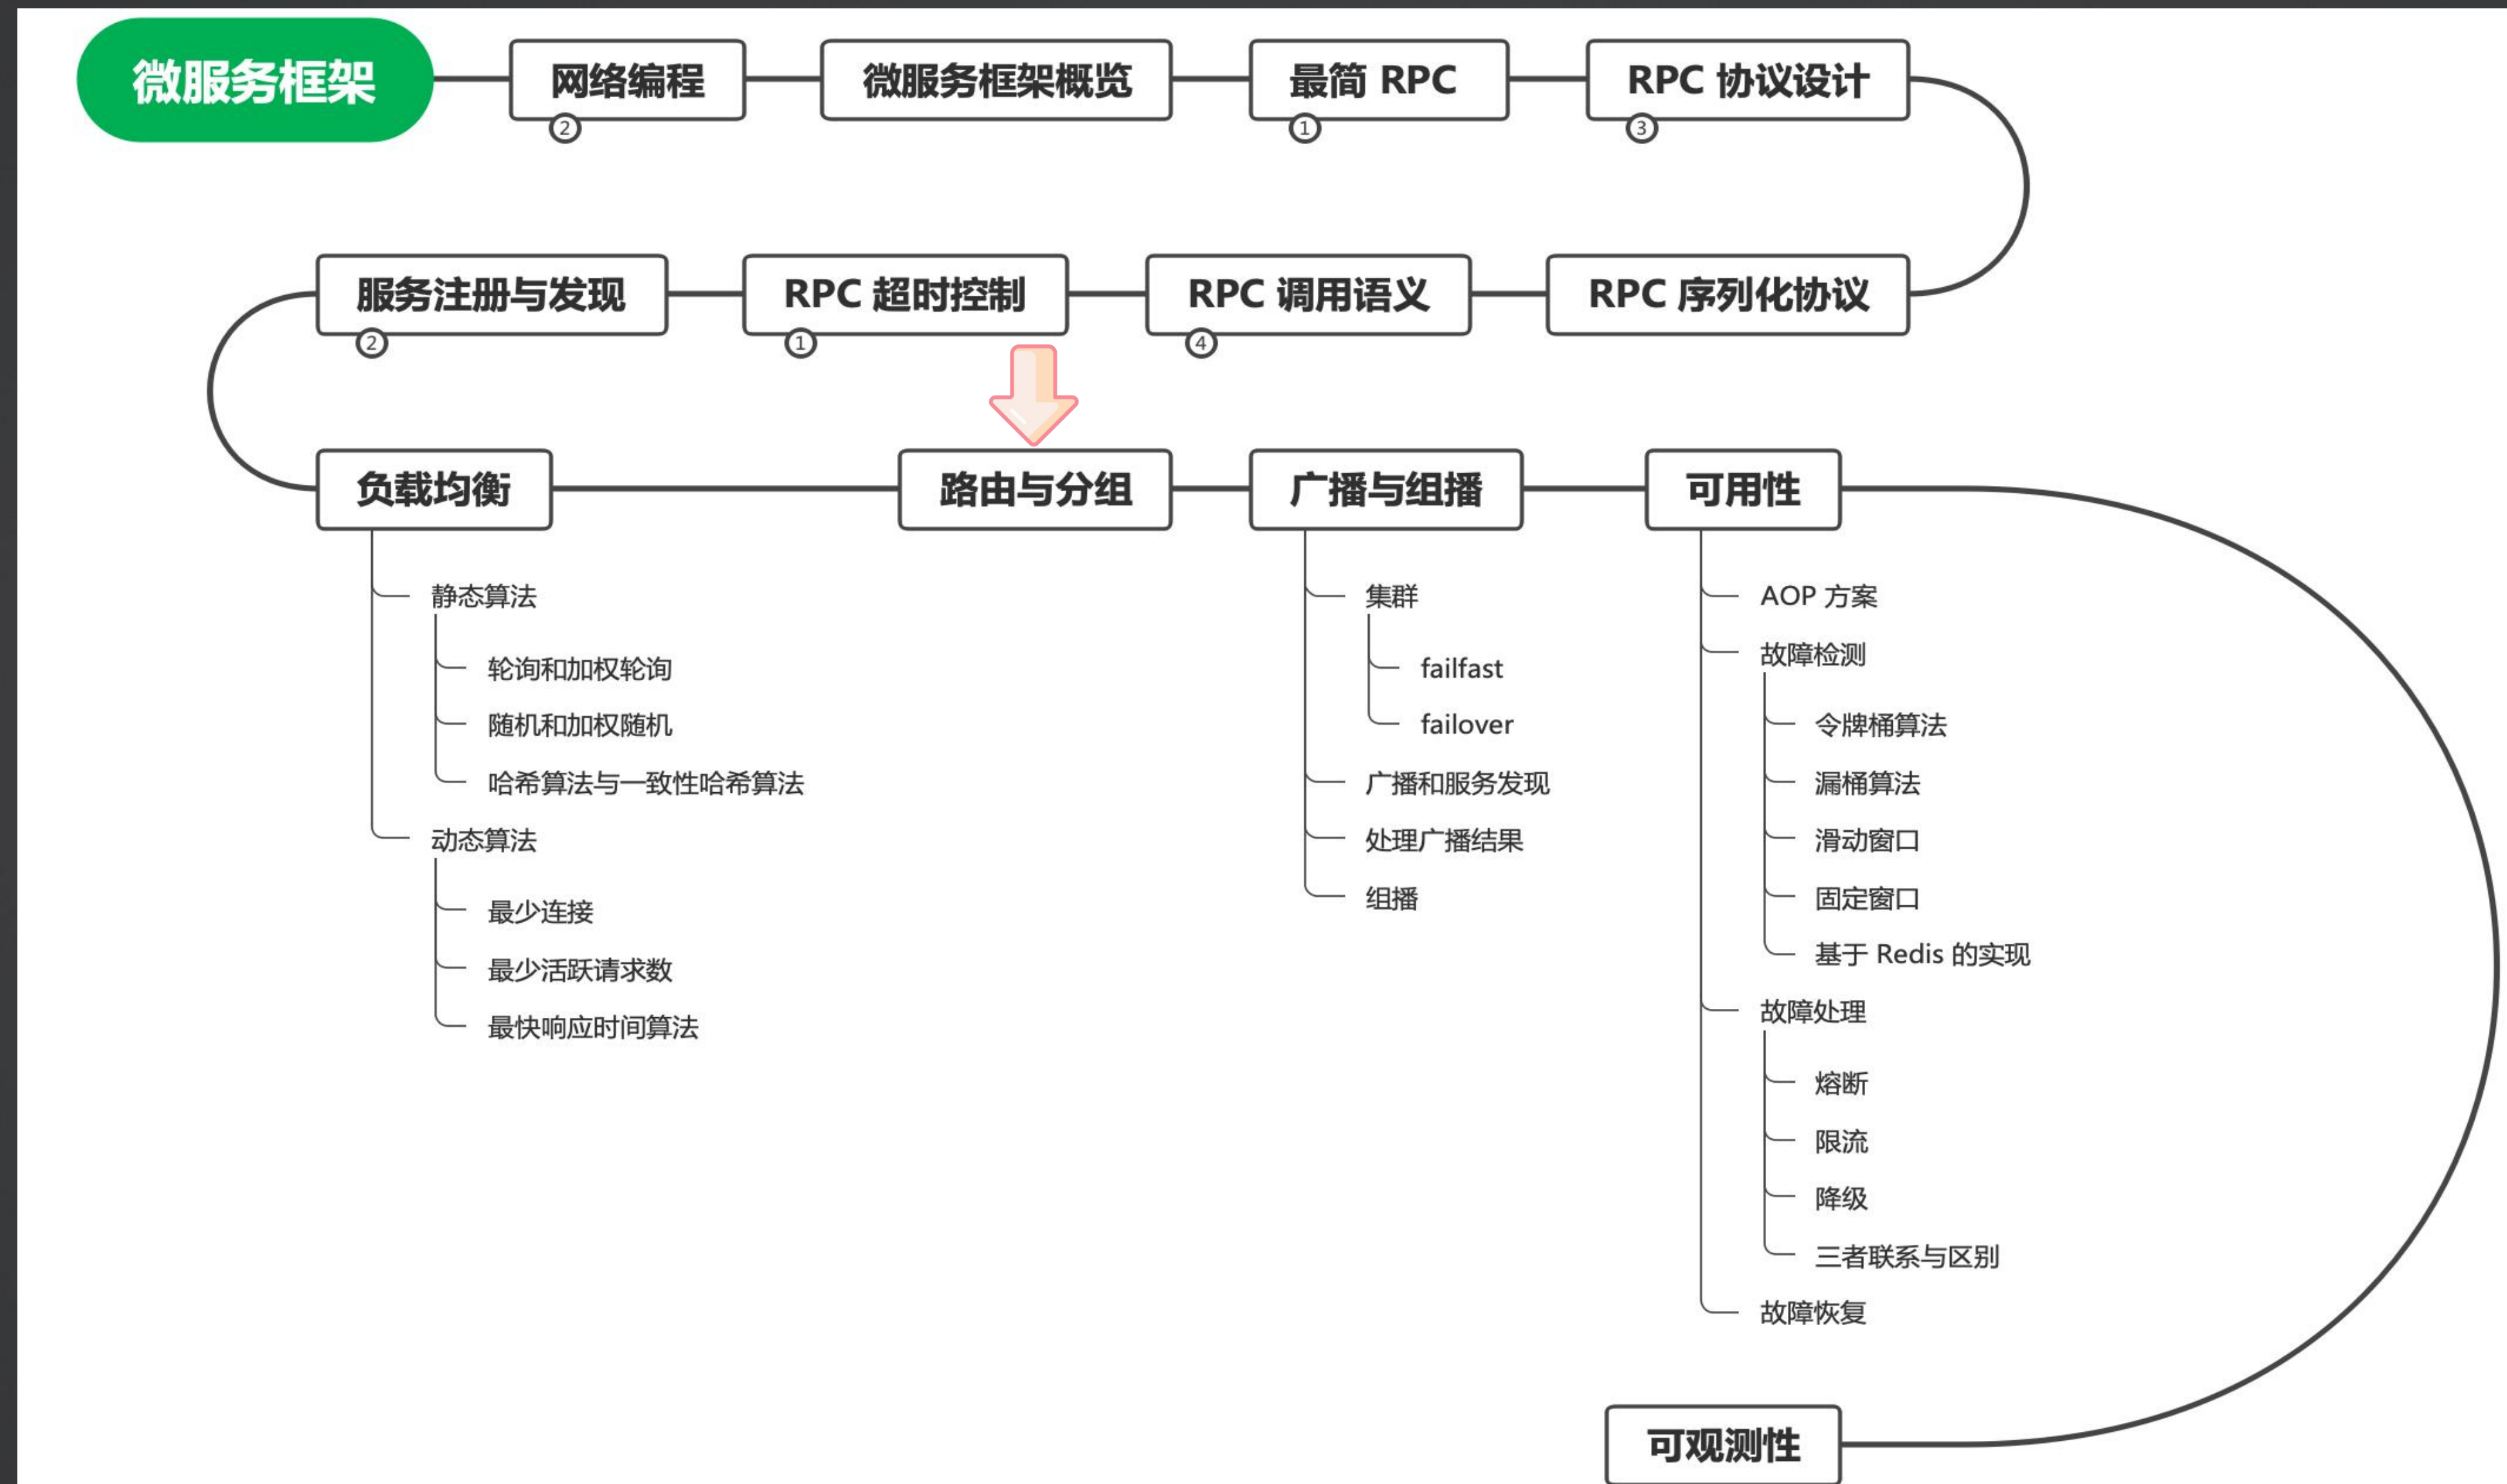 微服务框架
网络编程
2
微服务框架概览
最简 RPC
1
RPC 协议设计
3
RPC 序列化协议
RPC 调用语义
4
RPC 超时控制
1
服务注册与发现
2
负载均衡
静态算法
轮询和加权轮询
随机和加权随机
哈希算法与一致性哈希算法
动态算法
最少连接
最少活跃请求数
最快响应时间算法
路由与分组
广播与组播
集群
failfast
failover
广播和服务发现
处理广播结果
组播
可用性
AOP 方案
故障检测
令牌桶算法
漏桶算法
滑动窗口
固定窗口
基于 Redis 的实现
故障处理
熔断
限流
降级
三者联系与区别
故障恢复
可观测性